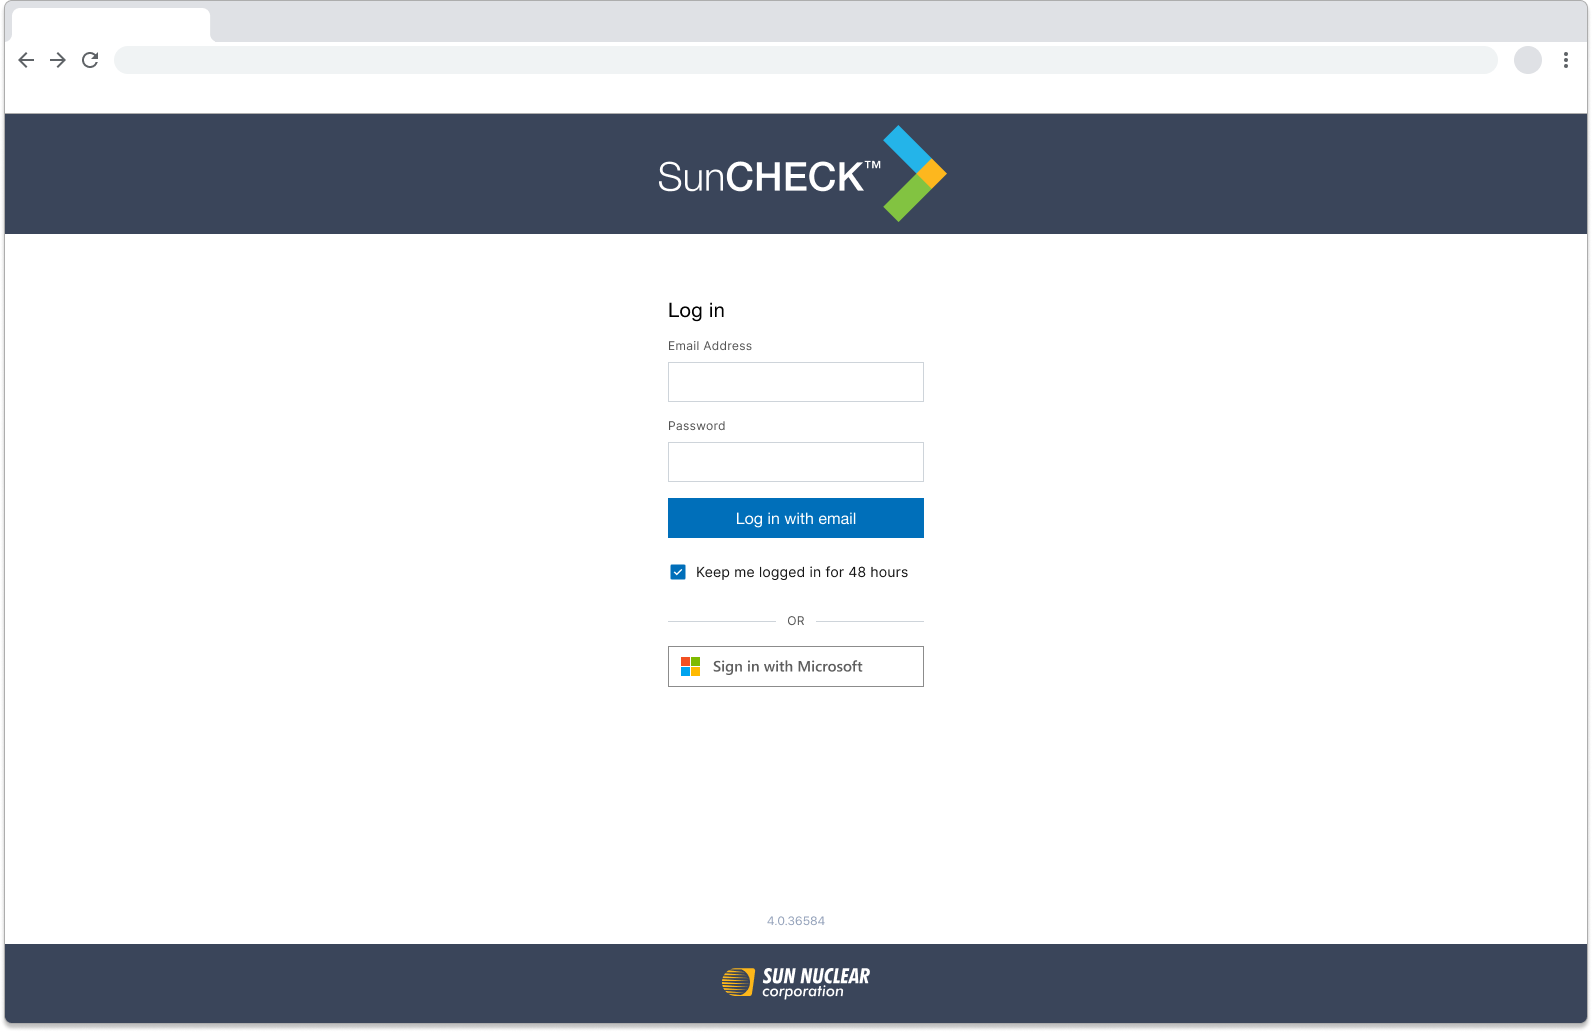 SunCHECK™
Log in
Email Address
Password
Log in with email
Keep me logged in for 48 hours
OR
Sign in with Microsoft
4.0.36584
SUN NUCLEAR
corporation